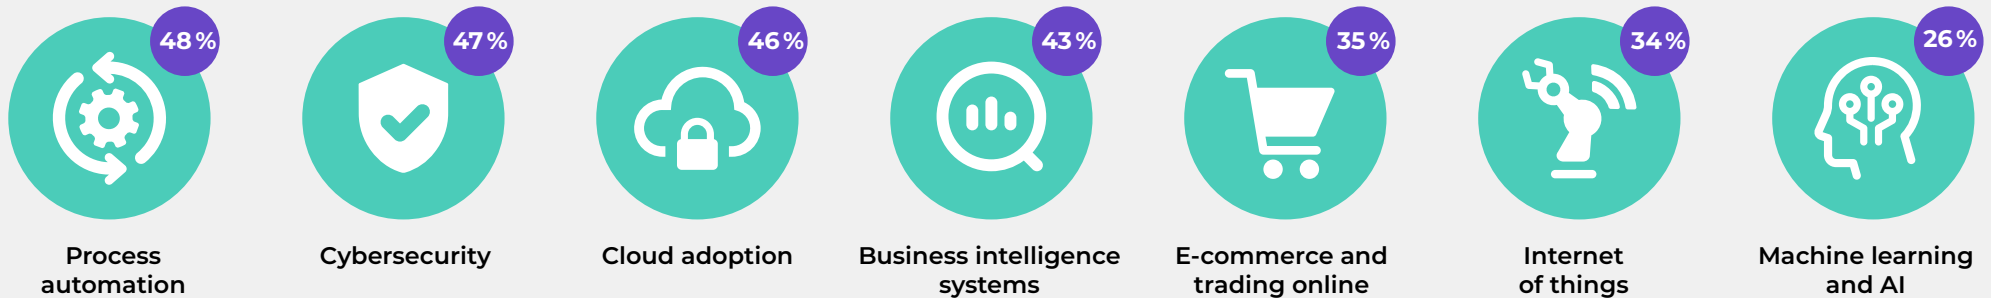 48 %
47 %
46 %
43 %
35 %
34 %
26 %
Process
automation
Cybersecurity
Cloud adoption
Business intelligence
systems
E-commerce and
trading online
Internet
of things
Machine learning
and AI